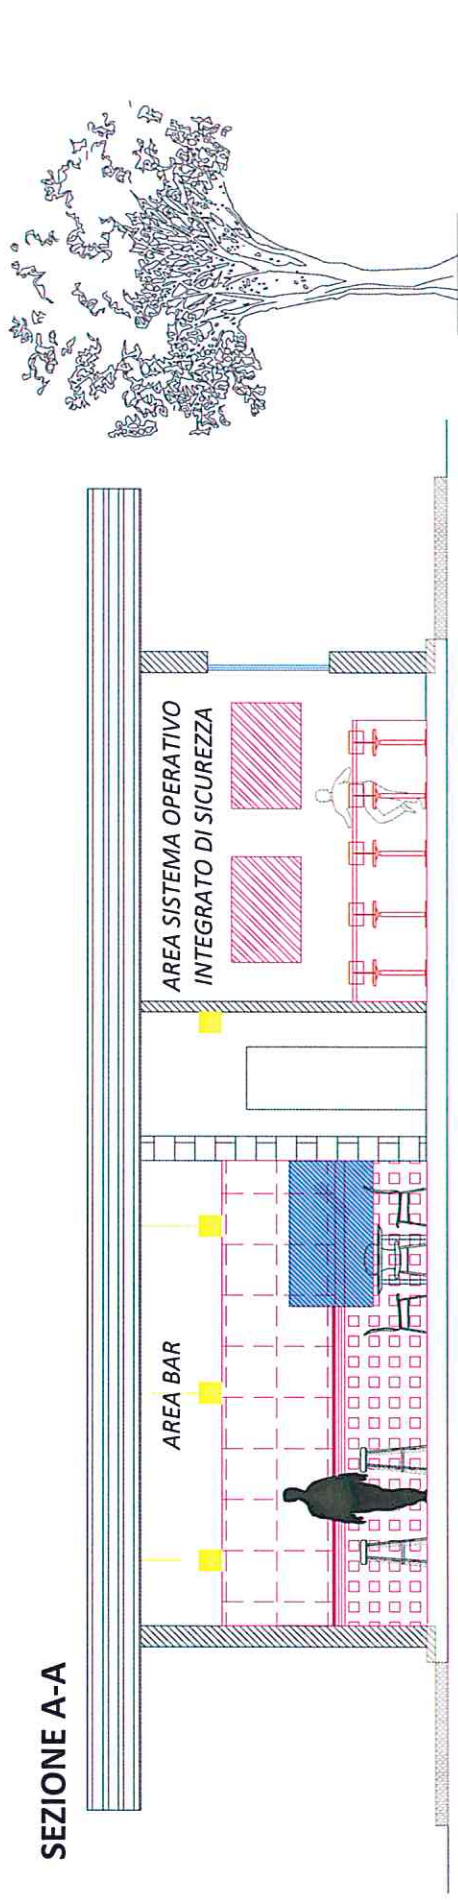 SEZIONE A-A
AREA BAR
AREA SISTEMA OPERATIVO
INTEGRATO DI SICUREZZA